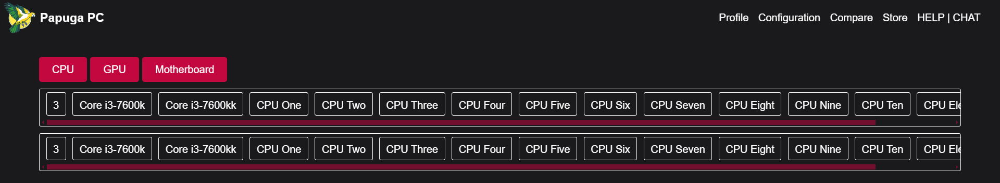 Papuga PC Profile Configuration Compare Store HELP | CHAT
CPU GPU Motherboard
3 Core i3-7600k Core i3-7600kk CPU One CPU Two CPU Three CPU Four CPU Five CPU Six CPU Seven CPU Eight CPU Nine CPU Ten CPU Ele
3 Core i3-7600k Core i3-7600kk CPU One CPU Two CPU Three CPU Four CPU Five CPU Six CPU Seven CPU Eight CPU Nine CPU Ten CPU Ele